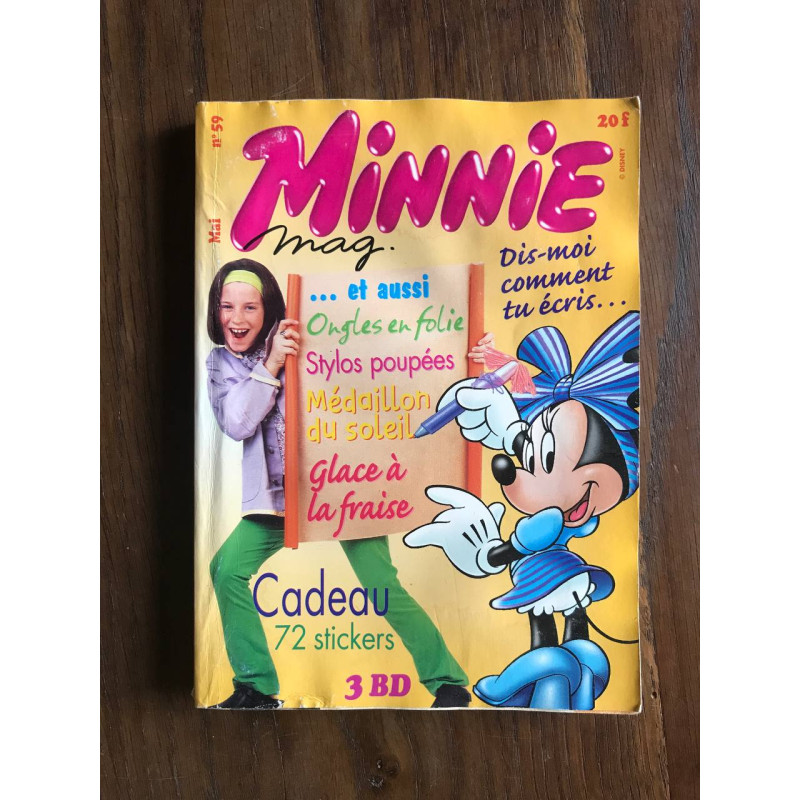 n° 59
Mai
20 F
© DISNEY
MiNNiE
mag.
Dis-moi
comment
tu écris...
... et aussi
Ongles en folie
Stylos poupées
Médaillon
du soleil
Glace à
la fraise
Cadeau
72 stickers
3 BD